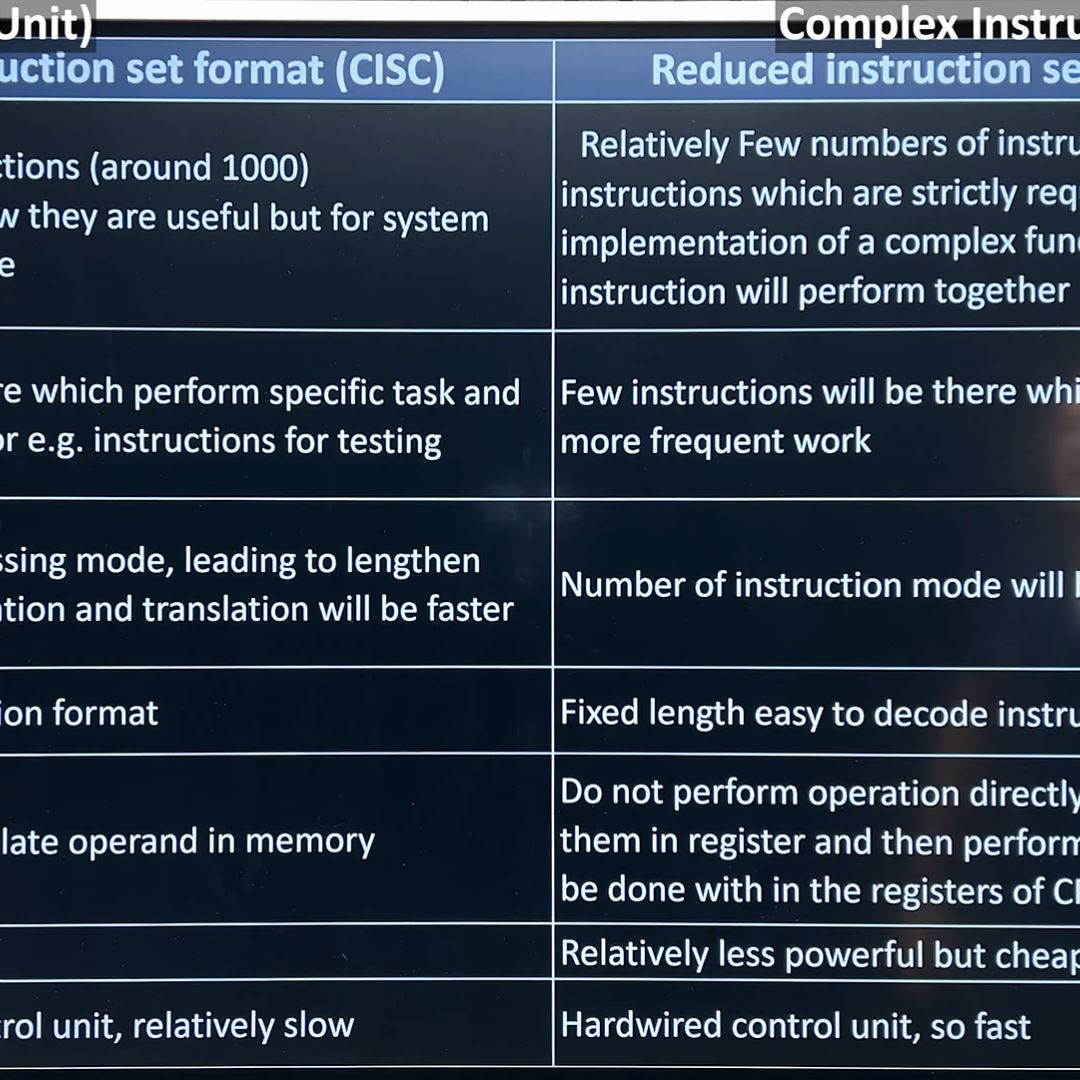 Unit)
Complex Instru
uction set format (CISC)
Reduced instruction se
ctions (around 1000)
w they are useful but for system
e
Relatively Few numbers of instru
instructions which are strictly req
implementation of a complex fun
instruction will perform together
re which perform specific task and
or e.g. instructions for testing
Few instructions will be there whi
more frequent work
ssing mode, leading to lengthen
ation and translation will be faster
Number of instruction mode will
ion format
Fixed length easy to decode instru
late operand in memory
Do not perform operation directly
them in register and then perform
be done with in the registers of CP
Relatively less powerful but cheap
rol unit, relatively slow
Hardwired control unit, so fast